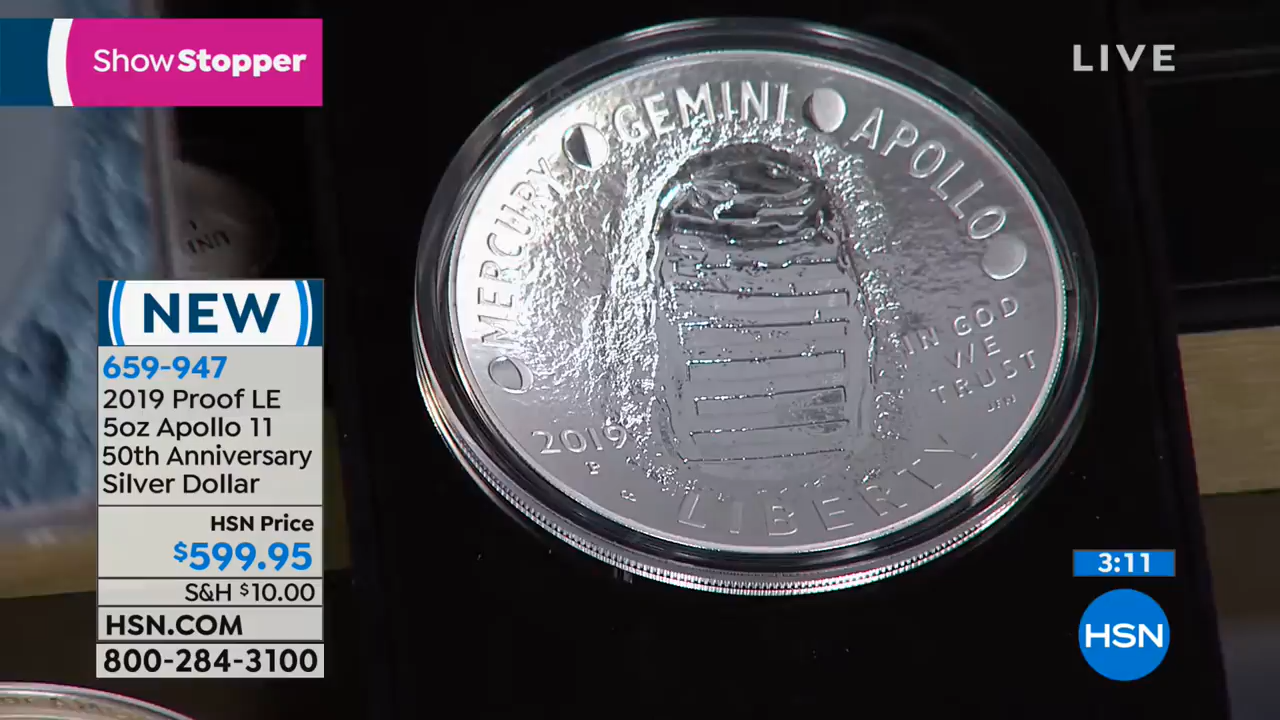 ShowStopper
LIVE
MERCURY GEMINI APOLLO
IN GOD
WE
TRUST
JFM
2019
P
LIBERTY
NEW
659-947
2019 Proof LE
5oz Apollo 11
50th Anniversary
Silver Dollar
HSN Price
$599.95
S&H $10.00
HSN.COM
800-284-3100
3:11
HSN